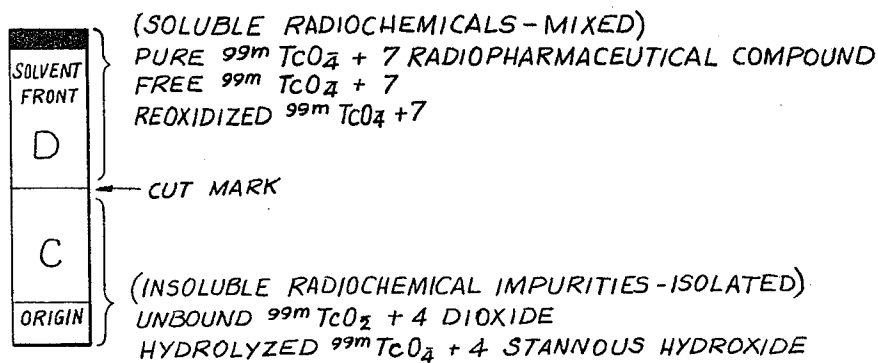 (SOLUBLE RADIOCHEMICALS-MIXED)
PURE 99m TcO4̄ + 7 RADIOPHARMACEUTICAL COMPOUND
FREE 99m TcO4̄ + 7
REOXIDIZED 99m TcO4̄ +7
SOLVENT
FRONT
D
CUT MARK
C
ORIGIN
(INSOLUBLE RADIOCHEMICAL IMPURITIES-ISOLATED)
UNBOUND 99m TcO2̄ + 4 DIOXIDE
HYDROLYZED 99m TcO4̄ + 4 STANNOUS HYDROXIDE